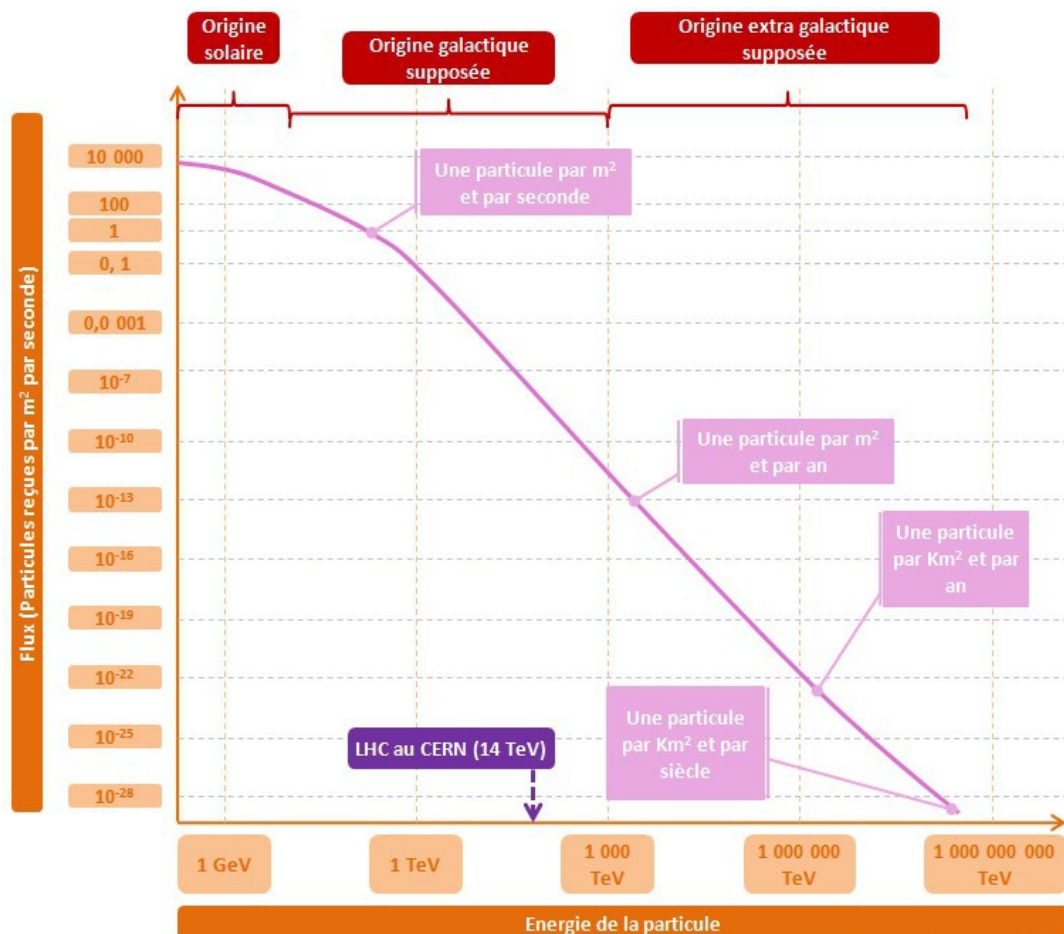 Origine
solaire
Origine galactique
supposée
Origine extra galactique
supposée
Flux (Particules reçues par m² par seconde)
10 000
100
1
0, 1
0,0 001
10⁻⁷
10⁻¹⁰
10⁻¹³
10⁻¹⁶
10⁻¹⁹
10⁻²²
10⁻²⁵
10⁻²⁸
Une particule par m²
et par seconde
Une particule par m²
et par an
Une particule
par Km² et par
an
Une particule
par Km² et par
siècle
LHC au CERN (14 TeV)
1 GeV
1 TeV
1 000
TeV
1 000 000
TeV
1 000 000 000
TeV
Energie de la particule